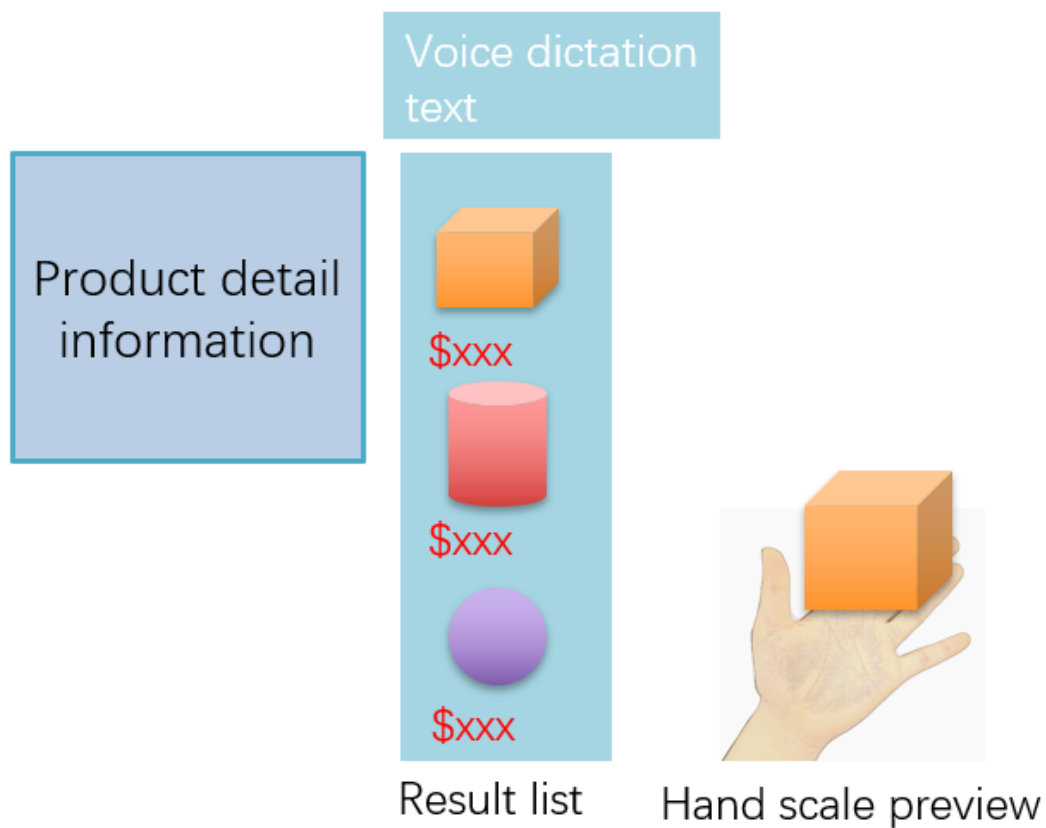 Voice dictation
text
Product detail
information
$xxx
$xxx
$xxx
Result list
Hand scale preview